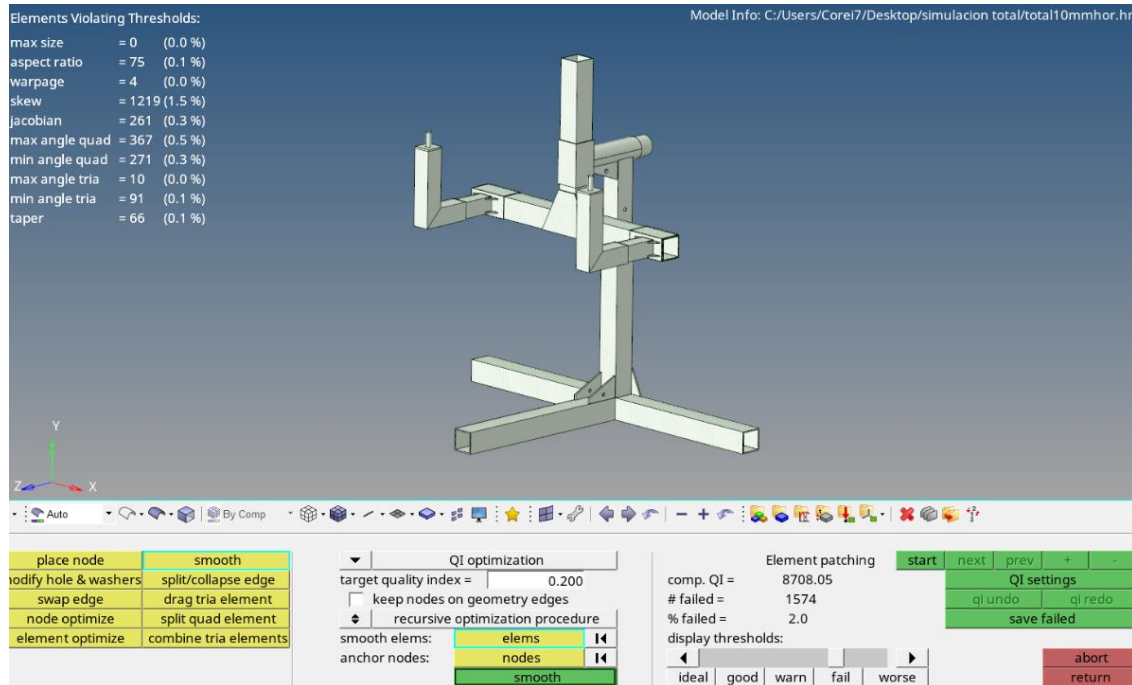 Elements Violating Thresholds:
max size = 0 (0.0 %)
aspect ratio = 75 (0.1 %)
warpage = 4 (0.0 %)
skew = 1219 (1.5 %)
jacobian = 261 (0.3 %)
max angle quad = 367 (0.5 %)
min angle quad = 271 (0.3 %)
max angle tria = 10 (0.0 %)
min angle tria = 91 (0.1 %)
taper = 66 (0.1 %)
Model Info: C:/Users/Corei7/Desktop/simulacion total/total10mmhor.hm
Y
Z X
Auto By Comp
place node smooth
modify hole & washers split/collapse edge
swap edge drag tria element
node optimize split quad element
element optimize combine tria elements
QI optimization
target quality index = 0.200
keep nodes on geometry edges
recursive optimization procedure
smooth elems: elems
anchor nodes: nodes
smooth
Element patching start next prev + -
comp. QI = 8708.05 QI settings
# failed = 1574 qi undo qi redo
% failed = 2.0 save failed
display thresholds:
abort
ideal good warn fail worse return